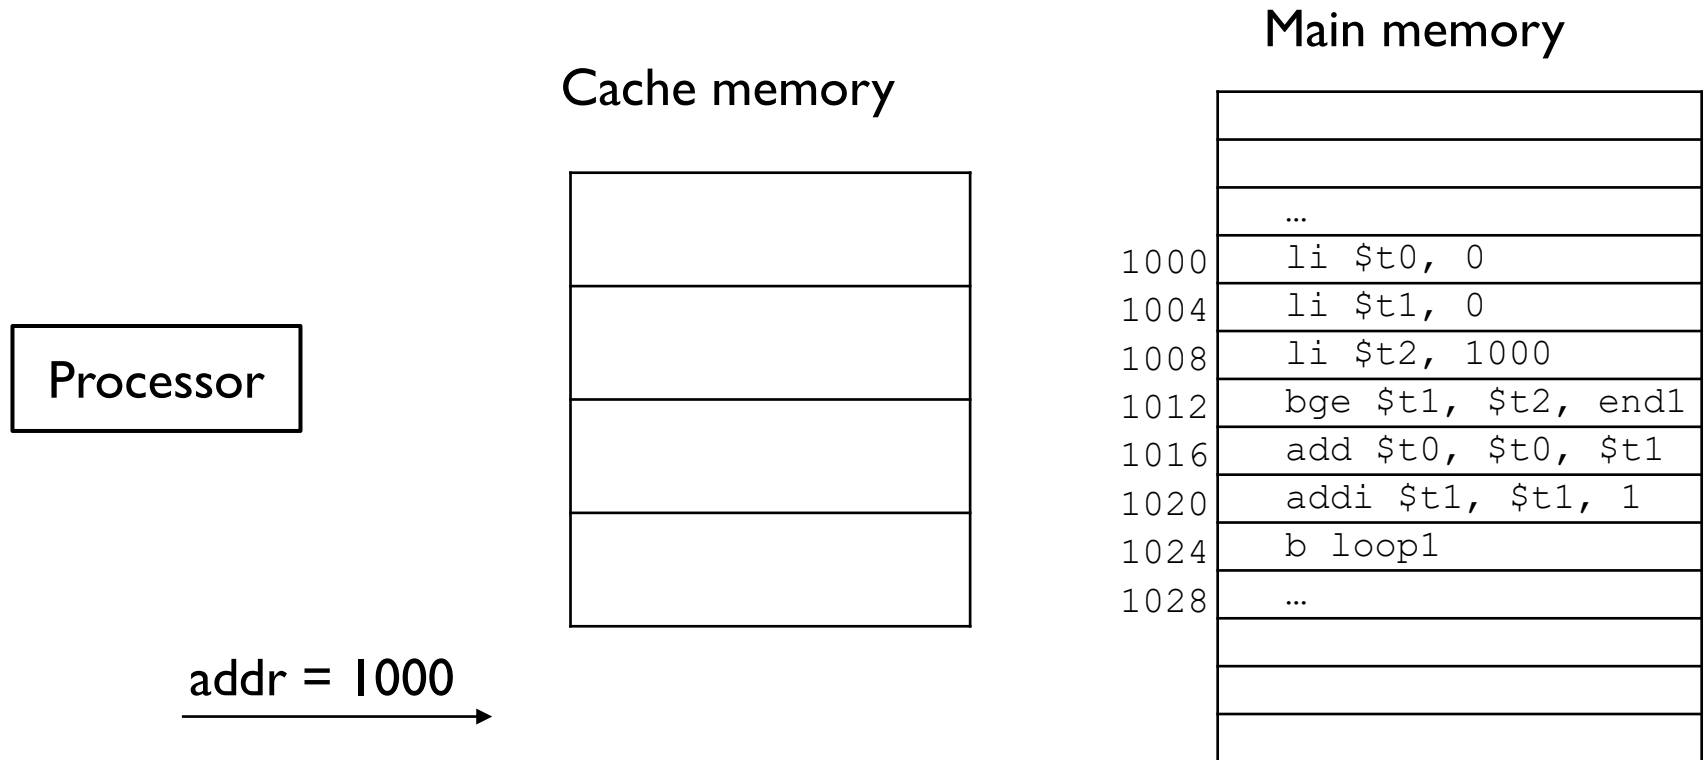 Main memory
Cache memory
…
1000 li $t0, 0
1004 li $t1, 0
1008 li $t2, 1000
1012 bge $t1, $t2, end1
1016 add $t0, $t0, $t1
1020 addi $t1, $t1, 1
1024 b loop1
1028 …
Processor
addr = 1000